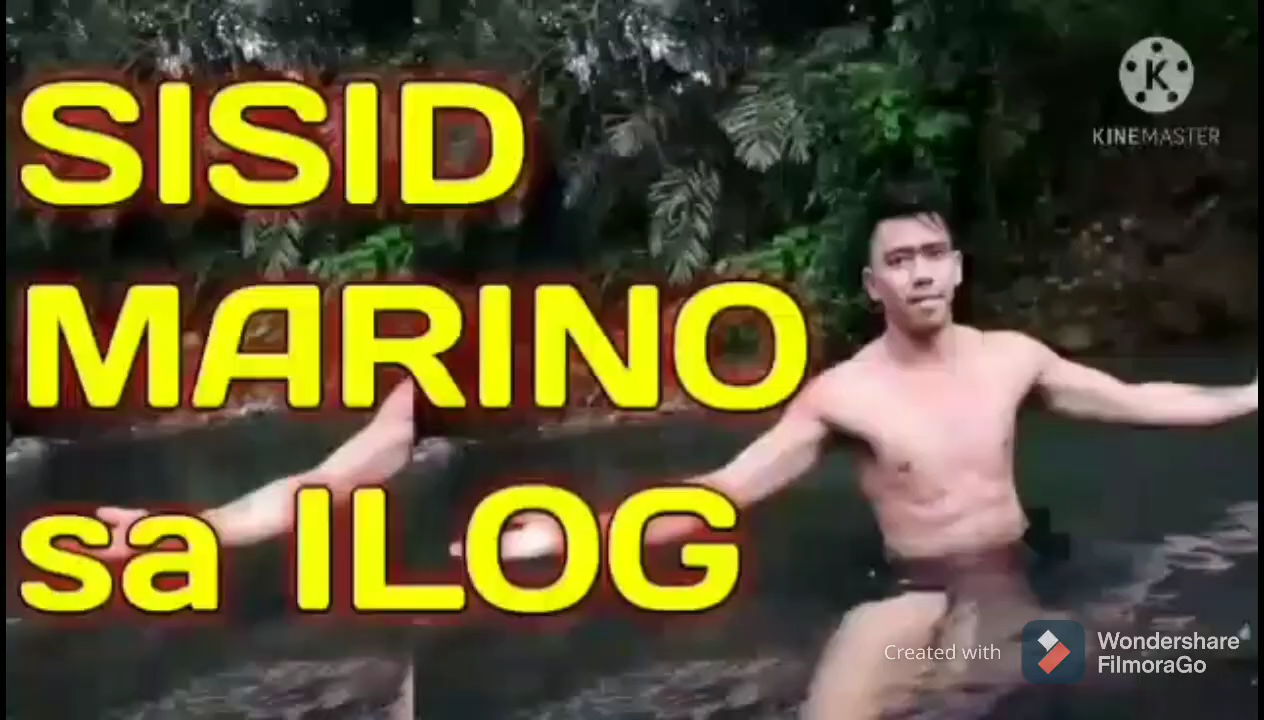 SISID
MARINO
sa ILOG
KINEMASTER
Created with
Wondershare
FilmoraGo